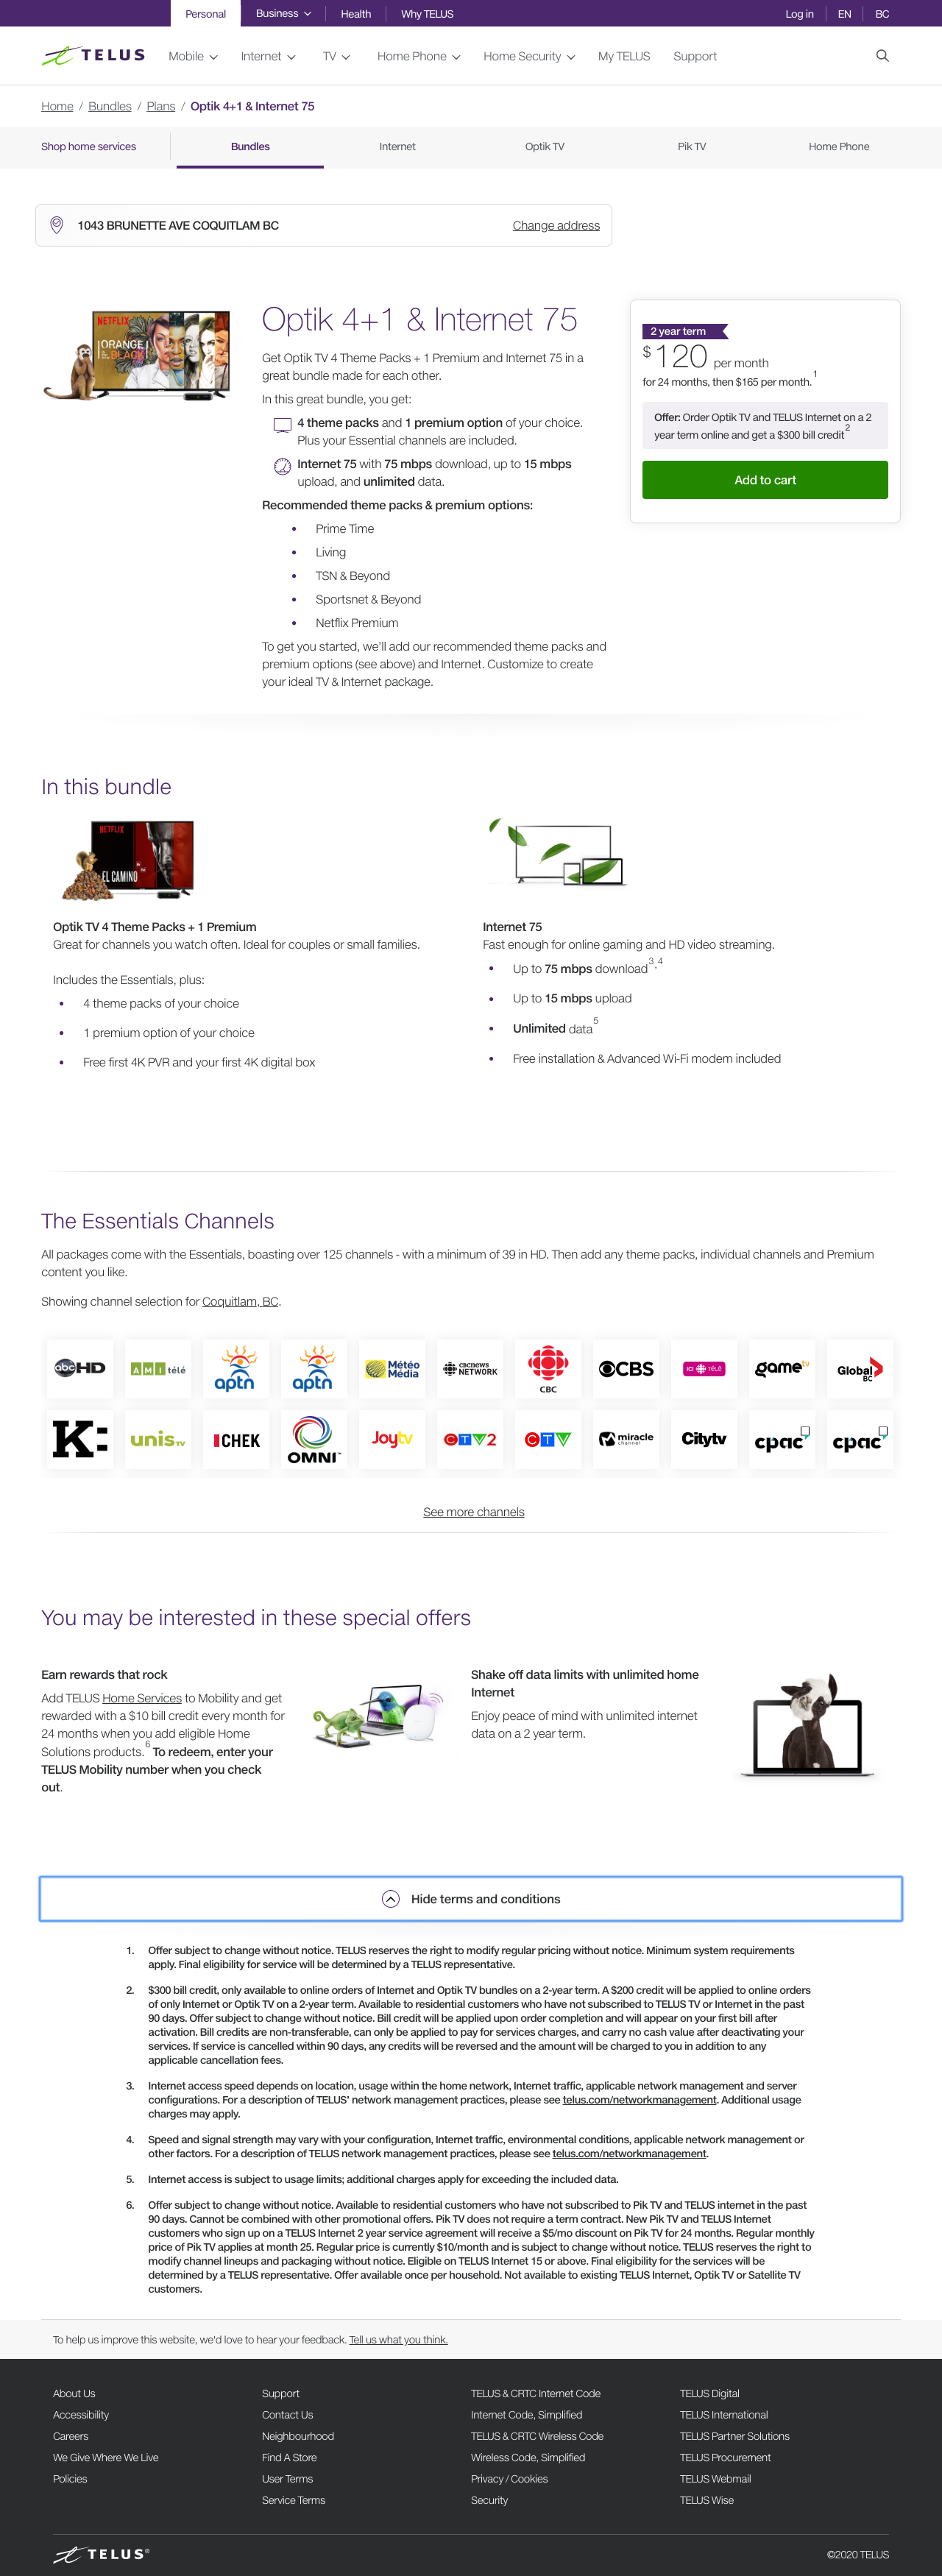 Personal
Business
Health
Why TELUS
Log in
EN
BC
TELUS
Mobile
Internet
TV
Home Phone
Home Security
My TELUS
Support
Home / Bundles / Plans / Optik 4+1 & Internet 75
Shop home services
Bundles
Internet
Optik TV
Pik TV
Home Phone
1043 BRUNETTE AVE COQUITLAM BC
Change address
NETFLIX
ORANGE
BLACK
Optik 4+1 & Internet 75
Get Optik TV 4 Theme Packs + 1 Premium and Internet 75 in a
great bundle made for each other.
In this great bundle, you get:
4 theme packs and 1 premium option of your choice.
Plus your Essential channels are included.
Internet 75 with 75 mbps download, up to 15 mbps
upload, and unlimited data.
Recommended theme packs & premium options:
• Prime Time
• Living
• TSN & Beyond
• Sportsnet & Beyond
• Netflix Premium
To get you started, we'll add our recommended theme packs and
premium options (see above) and Internet. Customize to create
your ideal TV & Internet package.
2 year term
$120 per month
for 24 months, then $165 per month.1
Offer: Order Optik TV and TELUS Internet on a 2
year term online and get a $300 bill credit2
Add to cart
In this bundle
NETFLIX
EL CAMINO
Optik TV 4 Theme Packs + 1 Premium
Great for channels you watch often. Ideal for couples or small families.
Includes the Essentials, plus:
• 4 theme packs of your choice
• 1 premium option of your choice
• Free first 4K PVR and your first 4K digital box
Internet 75
Fast enough for online gaming and HD video streaming.
• Up to 75 mbps download3,4
• Up to 15 mbps upload
• Unlimited data5
• Free installation & Advanced Wi-Fi modem included
The Essentials Channels
All packages come with the Essentials, boasting over 125 channels - with a minimum of 39 in HD. Then add any theme packs, individual channels and Premium
content you like.
Showing channel selection for Coquitlam, BC.
abc HD
AMI télé
aptn
aptn
Météo Média
CBC NEWS NETWORK
CBC
CBS
ICI TÉLÉ
game tv
Global BC
K:
unis TV
CHEK
OMNI™
Joytv
CTV2
CTV
miracle channel
Citytv
cpac
cpac
See more channels
You may be interested in these special offers
Earn rewards that rock
Add TELUS Home Services to Mobility and get
rewarded with a $10 bill credit every month for
24 months when you add eligible Home
Solutions products.6 To redeem, enter your
TELUS Mobility number when you check
out.
Shake off data limits with unlimited home
Internet
Enjoy peace of mind with unlimited internet
data on a 2 year term.
Hide terms and conditions
1. Offer subject to change without notice. TELUS reserves the right to modify regular pricing without notice. Minimum system requirements
apply. Final eligibility for service will be determined by a TELUS representative.
2. $300 bill credit, only available to online orders of Internet and Optik TV bundles on a 2-year term. A $200 credit will be applied to online orders
of only Internet or Optik TV on a 2-year term. Available to residential customers who have not subscribed to TELUS TV or Internet in the past
90 days. Offer subject to change without notice. Bill credit will be applied upon order completion and will appear on your first bill after
activation. Bill credits are non-transferable, can only be applied to pay for services charges, and carry no cash value after deactivating your
services. If service is cancelled within 90 days, any credits will be reversed and the amount will be charged to you in addition to any
applicable cancellation fees.
3. Internet access speed depends on location, usage within the home network, Internet traffic, applicable network management and server
configurations. For a description of TELUS' network management practices, please see telus.com/networkmanagement. Additional usage
charges may apply.
4. Speed and signal strength may vary with your configuration, Internet traffic, environmental conditions, applicable network management or
other factors. For a description of TELUS network management practices, please see telus.com/networkmanagement.
5. Internet access is subject to usage limits; additional charges apply for exceeding the included data.
6. Offer subject to change without notice. Available to residential customers who have not subscribed to Pik TV and TELUS internet in the past
90 days. Cannot be combined with other promotional offers. Pik TV does not require a term contract. New Pik TV and TELUS Internet
customers who sign up on a TELUS Internet 2 year service agreement will receive a $5/mo discount on Pik TV for 24 months. Regular monthly
price of Pik TV applies at month 25. Regular price is currently $10/month and is subject to change without notice. TELUS reserves the right to
modify channel lineups and packaging without notice. Eligible on TELUS Internet 15 or above. Final eligibility for the services will be
determined by a TELUS representative. Offer available once per household. Not available to existing TELUS Internet, Optik TV or Satellite TV
customers.
To help us improve this website, we'd love to hear your feedback. Tell us what you think.
About Us
Accessibility
Careers
We Give Where We Live
Policies
Support
Contact Us
Neighbourhood
Find A Store
User Terms
Service Terms
TELUS & CRTC Internet Code
Internet Code, Simplified
TELUS & CRTC Wireless Code
Wireless Code, Simplified
Privacy / Cookies
Security
TELUS Digital
TELUS International
TELUS Partner Solutions
TELUS Procurement
TELUS Webmail
TELUS Wise
TELUS®
©2020 TELUS